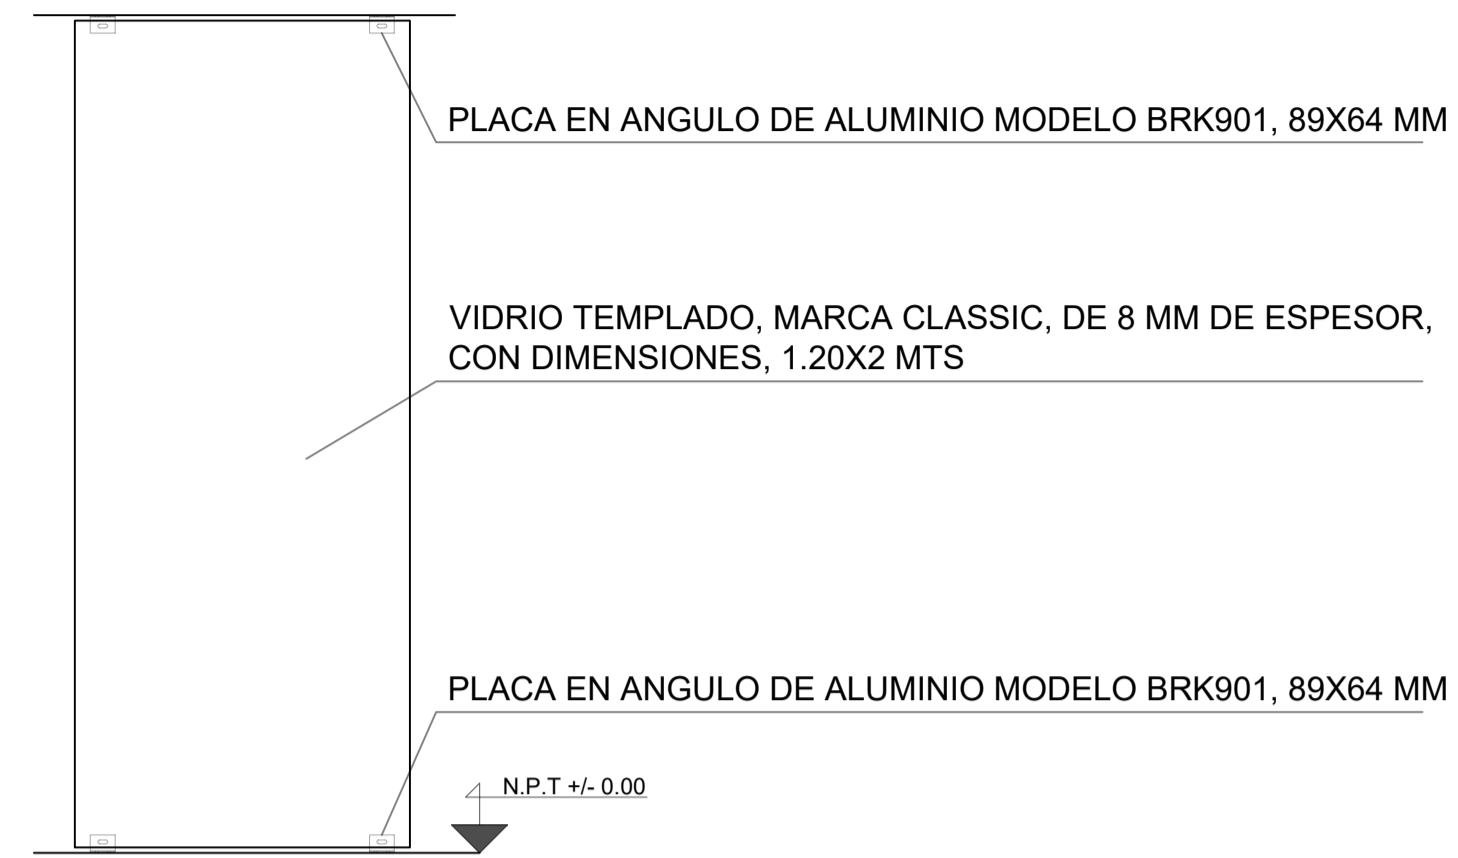 PLACA EN ANGULO DE ALUMINIO MODELO BRK901, 89X64 MM
VIDRIO TEMPLADO, MARCA CLASSIC, DE 8 MM DE ESPESOR,
CON DIMENSIONES, 1.20X2 MTS
PLACA EN ANGULO DE ALUMINIO MODELO BRK901, 89X64 MM
N.P.T +/- 0.00